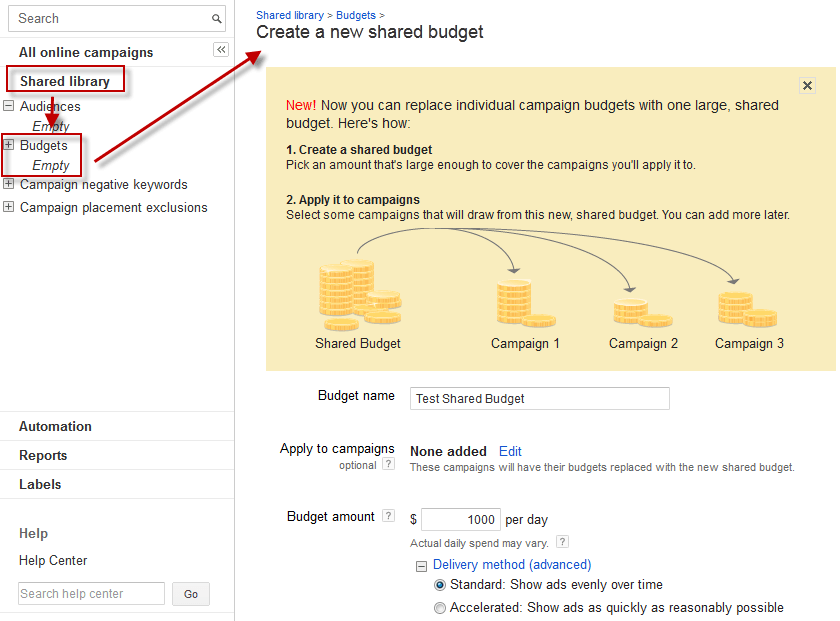 Search
All online campaigns
Shared library
Audiences
Empty
Budgets
Empty
Campaign negative keywords
Campaign placement exclusions
Automation
Reports
Labels
Help
Help Center
Search help center
Go
Shared library > Budgets >
Create a new shared budget
New! Now you can replace individual campaign budgets with one large, shared
budget. Here's how:
1. Create a shared budget
Pick an amount that's large enough to cover the campaigns you'll apply it to.
2. Apply it to campaigns
Select some campaigns that will draw from this new, shared budget. You can add more later.
Shared Budget Campaign 1 Campaign 2 Campaign 3
Budget name Test Shared Budget
Apply to campaigns None added Edit
optional ? These campaigns will have their budgets replaced with the new shared budget.
Budget amount ? $ 1000 per day
Actual daily spend may vary. ?
Delivery method (advanced)
Standard: Show ads evenly over time
Accelerated: Show ads as quickly as reasonably possible